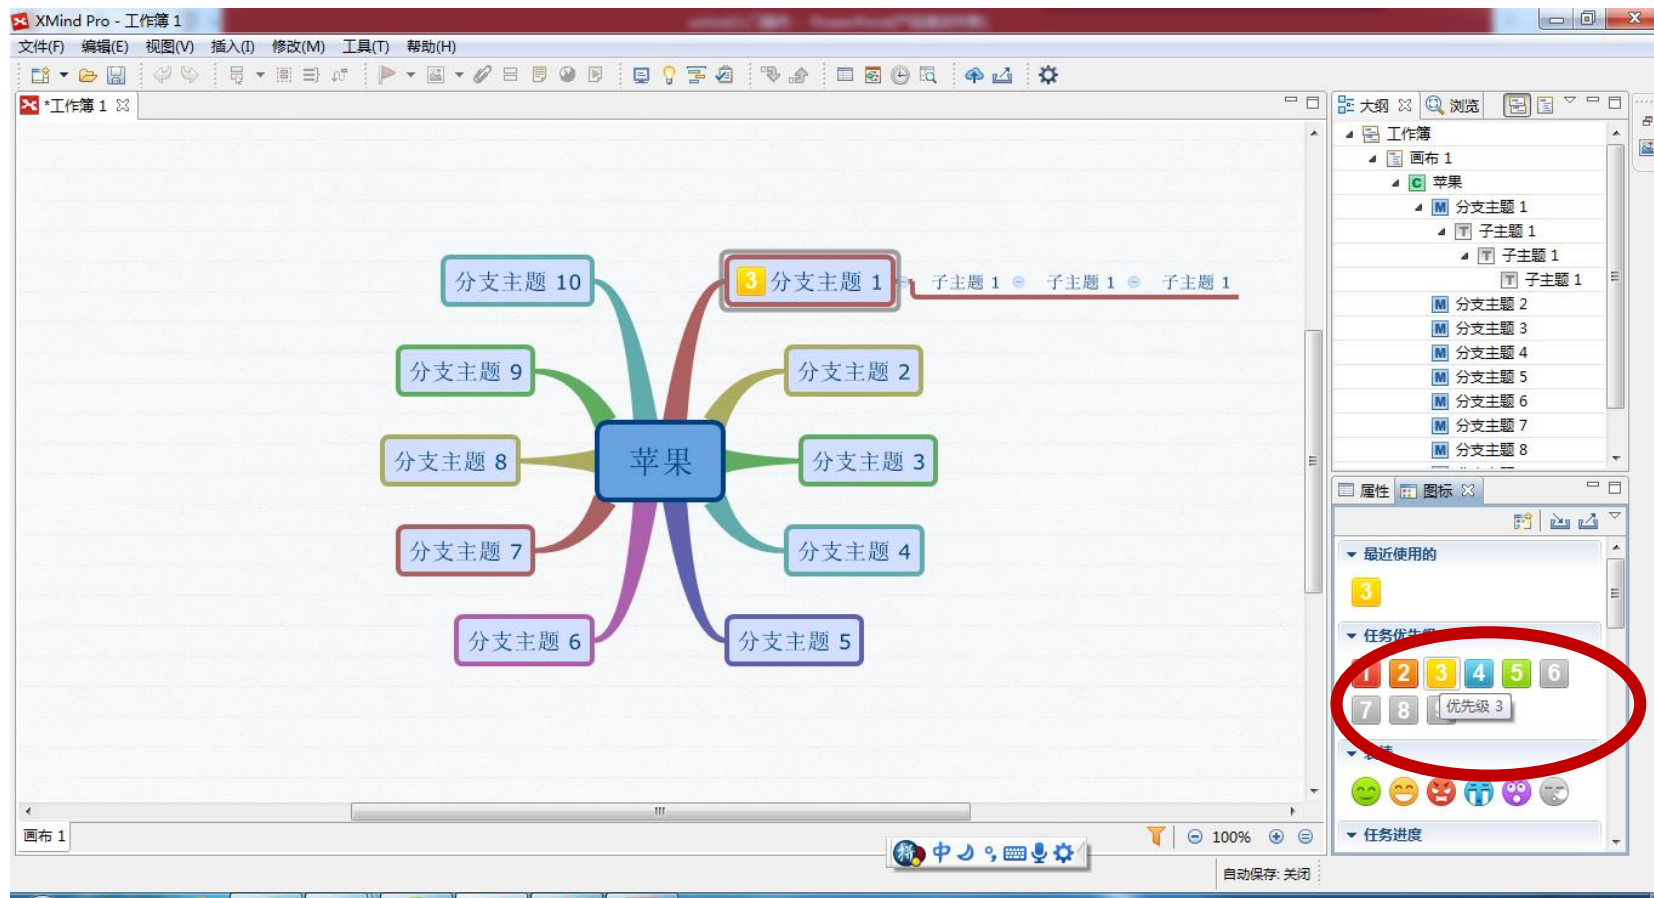 XMind Pro - 工作簿 1
文件(F) 编辑(E) 视图(V) 插入(I) 修改(M) 工具(T) 帮助(H)
*工作簿 1
大纲 浏览
工作簿
画布 1
C 苹果
M 分支主题 1
T 子主题 1
T 子主题 1
T 子主题 1
M 分支主题 2
M 分支主题 3
M 分支主题 4
M 分支主题 5
M 分支主题 6
M 分支主题 7
M 分支主题 8
分支主题 10
3 分支主题 1 子主题 1 子主题 1 子主题 1
分支主题 9
分支主题 2
分支主题 8
苹果
分支主题 3
分支主题 7
分支主题 4
分支主题 6
分支主题 5
属性 图标
最近使用的
3
任务优先级
1 2 3 4 5 6
7 8
优先级 3
表情
任务进度
画布 1
100%
拼 中
自动保存: 关闭